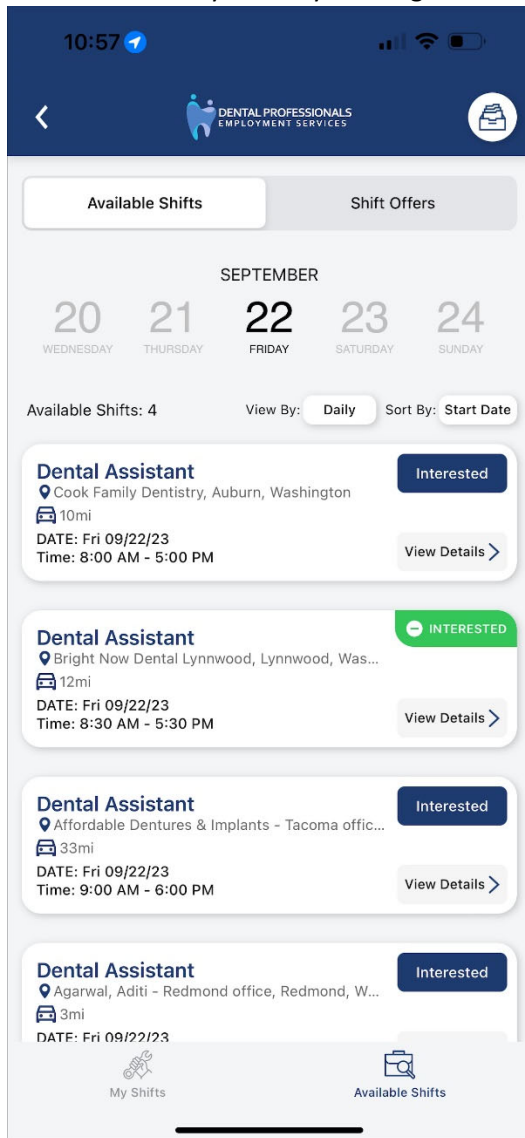 10:57
DENTAL PROFESSIONALS
EMPLOYMENT SERVICES
Available Shifts
Shift Offers
SEPTEMBER
20 21 22 23 24
WEDNESDAY THURSDAY FRIDAY SATURDAY SUNDAY
Available Shifts: 4 View By: Daily Sort By: Start Date
Dental Assistant
Interested
Cook Family Dentistry, Auburn, Washington
10mi
DATE: Fri 09/22/23
Time: 8:00 AM - 5:00 PM
View Details
Dental Assistant
INTERESTED
Bright Now Dental Lynnwood, Lynnwood, Was...
12mi
DATE: Fri 09/22/23
Time: 8:30 AM - 5:30 PM
View Details
Dental Assistant
Interested
Affordable Dentures & Implants - Tacoma offic...
33mi
DATE: Fri 09/22/23
Time: 9:00 AM - 6:00 PM
View Details
Dental Assistant
Interested
Agarwal, Aditi - Redmond office, Redmond, W...
3mi
DATE: Fri 09/22/23
My Shifts
Available Shifts